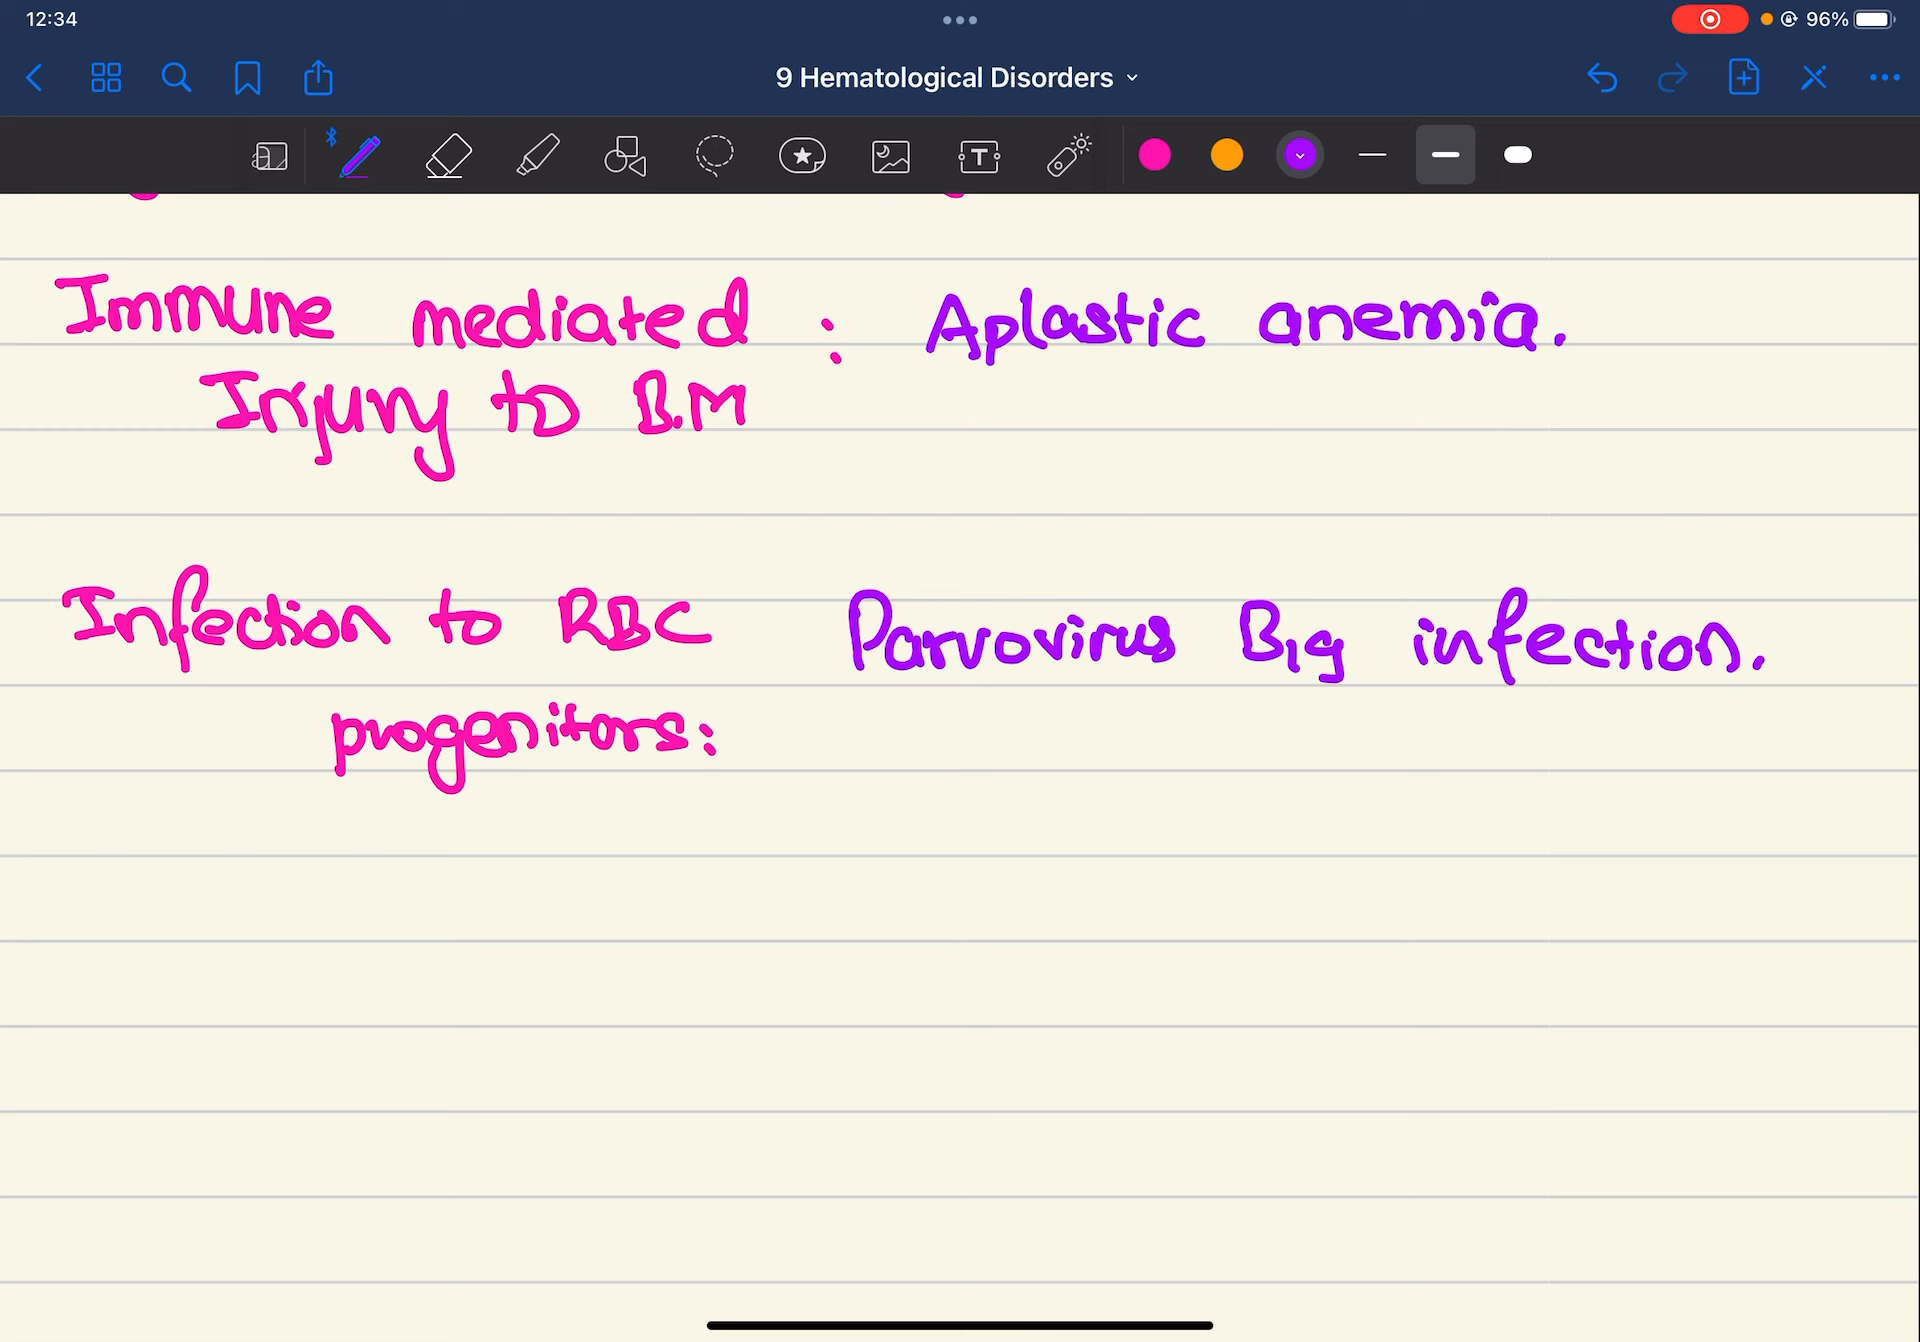 12:34
96%
9 Hematological Disorders
Immune mediated : Aplastic anemia.
Injury to B.M
Infection to RBC Parvovirus B19 infection.
progenitors: